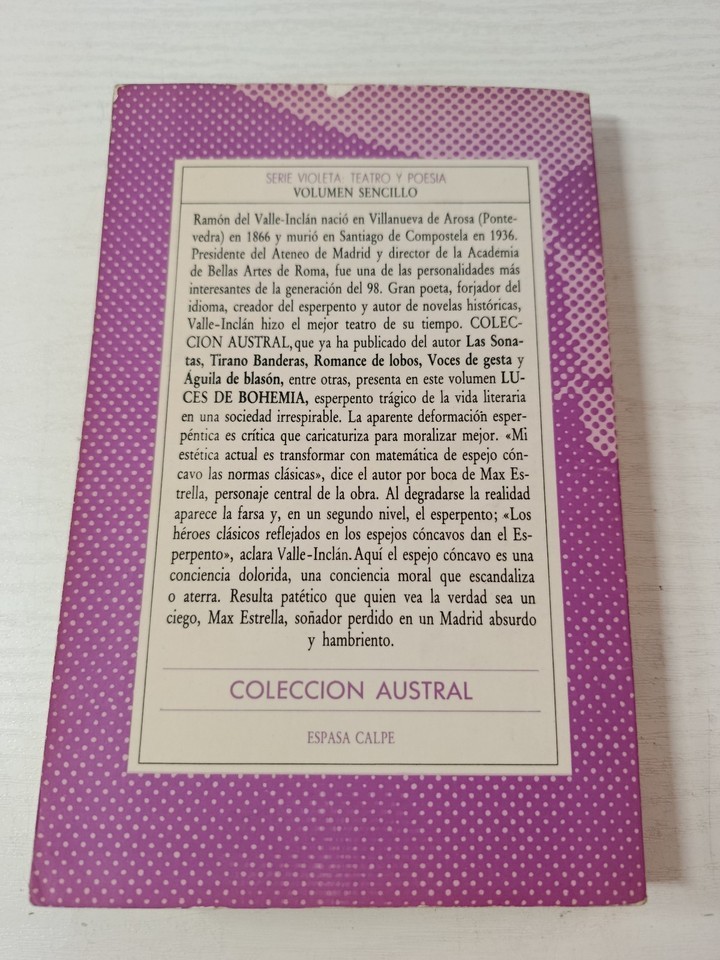 SERIE VIOLETA: TEATRO Y POESIA
VOLUMEN SENCILLO
Ramón del Valle-Inclán nació en Villanueva de Arosa (Ponte-
vedra) en 1866 y murió en Santiago de Compostela en 1936.
Presidente del Ateneo de Madrid y director de la Academia
de Bellas Artes de Roma, fue una de las personalidades más
interesantes de la generación del 98. Gran poeta, forjador del
idioma, creador del esperpento y autor de novelas históricas,
Valle-Inclán hizo el mejor teatro de su tiempo. COLEC-
CION AUSTRAL, que ya ha publicado del autor Las Sona-
tas, Tirano Banderas, Romance de lobos, Voces de gesta y
Águila de blasón, entre otras, presenta en este volumen LU-
CES DE BOHEMIA, esperpento trágico de la vida literaria
en una sociedad irrespirable. La aparente deformación esper-
péntica es crítica que caricaturiza para moralizar mejor. «Mi
estética actual es transformar con matemática de espejo cón-
cavo las normas clásicas», dice el autor por boca de Max Es-
trella, personaje central de la obra. Al degradarse la realidad
aparece la farsa y, en un segundo nivel, el esperpento; «Los
héroes clásicos reflejados en los espejos cóncavos dan el Es-
perpento», aclara Valle-Inclán. Aquí el espejo cóncavo es una
conciencia dolorida, una conciencia moral que escandaliza
o aterra. Resulta patético que quien vea la verdad sea un
ciego, Max Estrella, soñador perdido en un Madrid absurdo
y hambriento.
COLECCION AUSTRAL
ESPASA CALPE